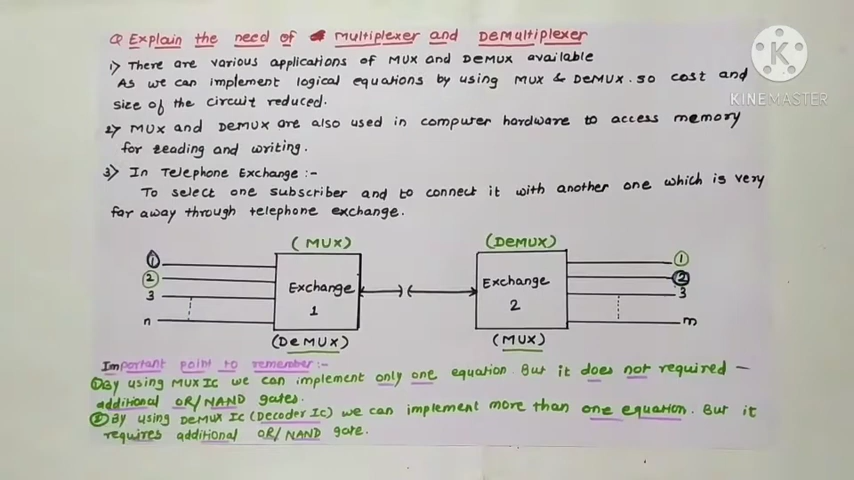 Q Explain the need of Multiplexer and DeMultiplexer
1) There are various applications of MUX and DEMUX available
As we can implement logical equations by using MUX & DEMUX. so cost and
size of the circuit reduced.
2) MUX and DEMUX are also used in computer hardware to access memory
for reading and writing.
3) In Telephone Exchange :-
To select one subscriber and to connect it with another one which is very
far away through telephone exchange.
(MUX) (DEMUX)
1 1
2 2
3 3
n m
Exchange 1
Exchange 2
(DeMUX) (MUX)
Important point to remember :-
① By using MUX IC we can implement only one equation. But it does not required -
additional OR/NAND gates.
② By using DEMUX IC (Decoder IC) we can implement more than one equation. But it
requires additional OR/NAND gate.
K
KINEMASTER